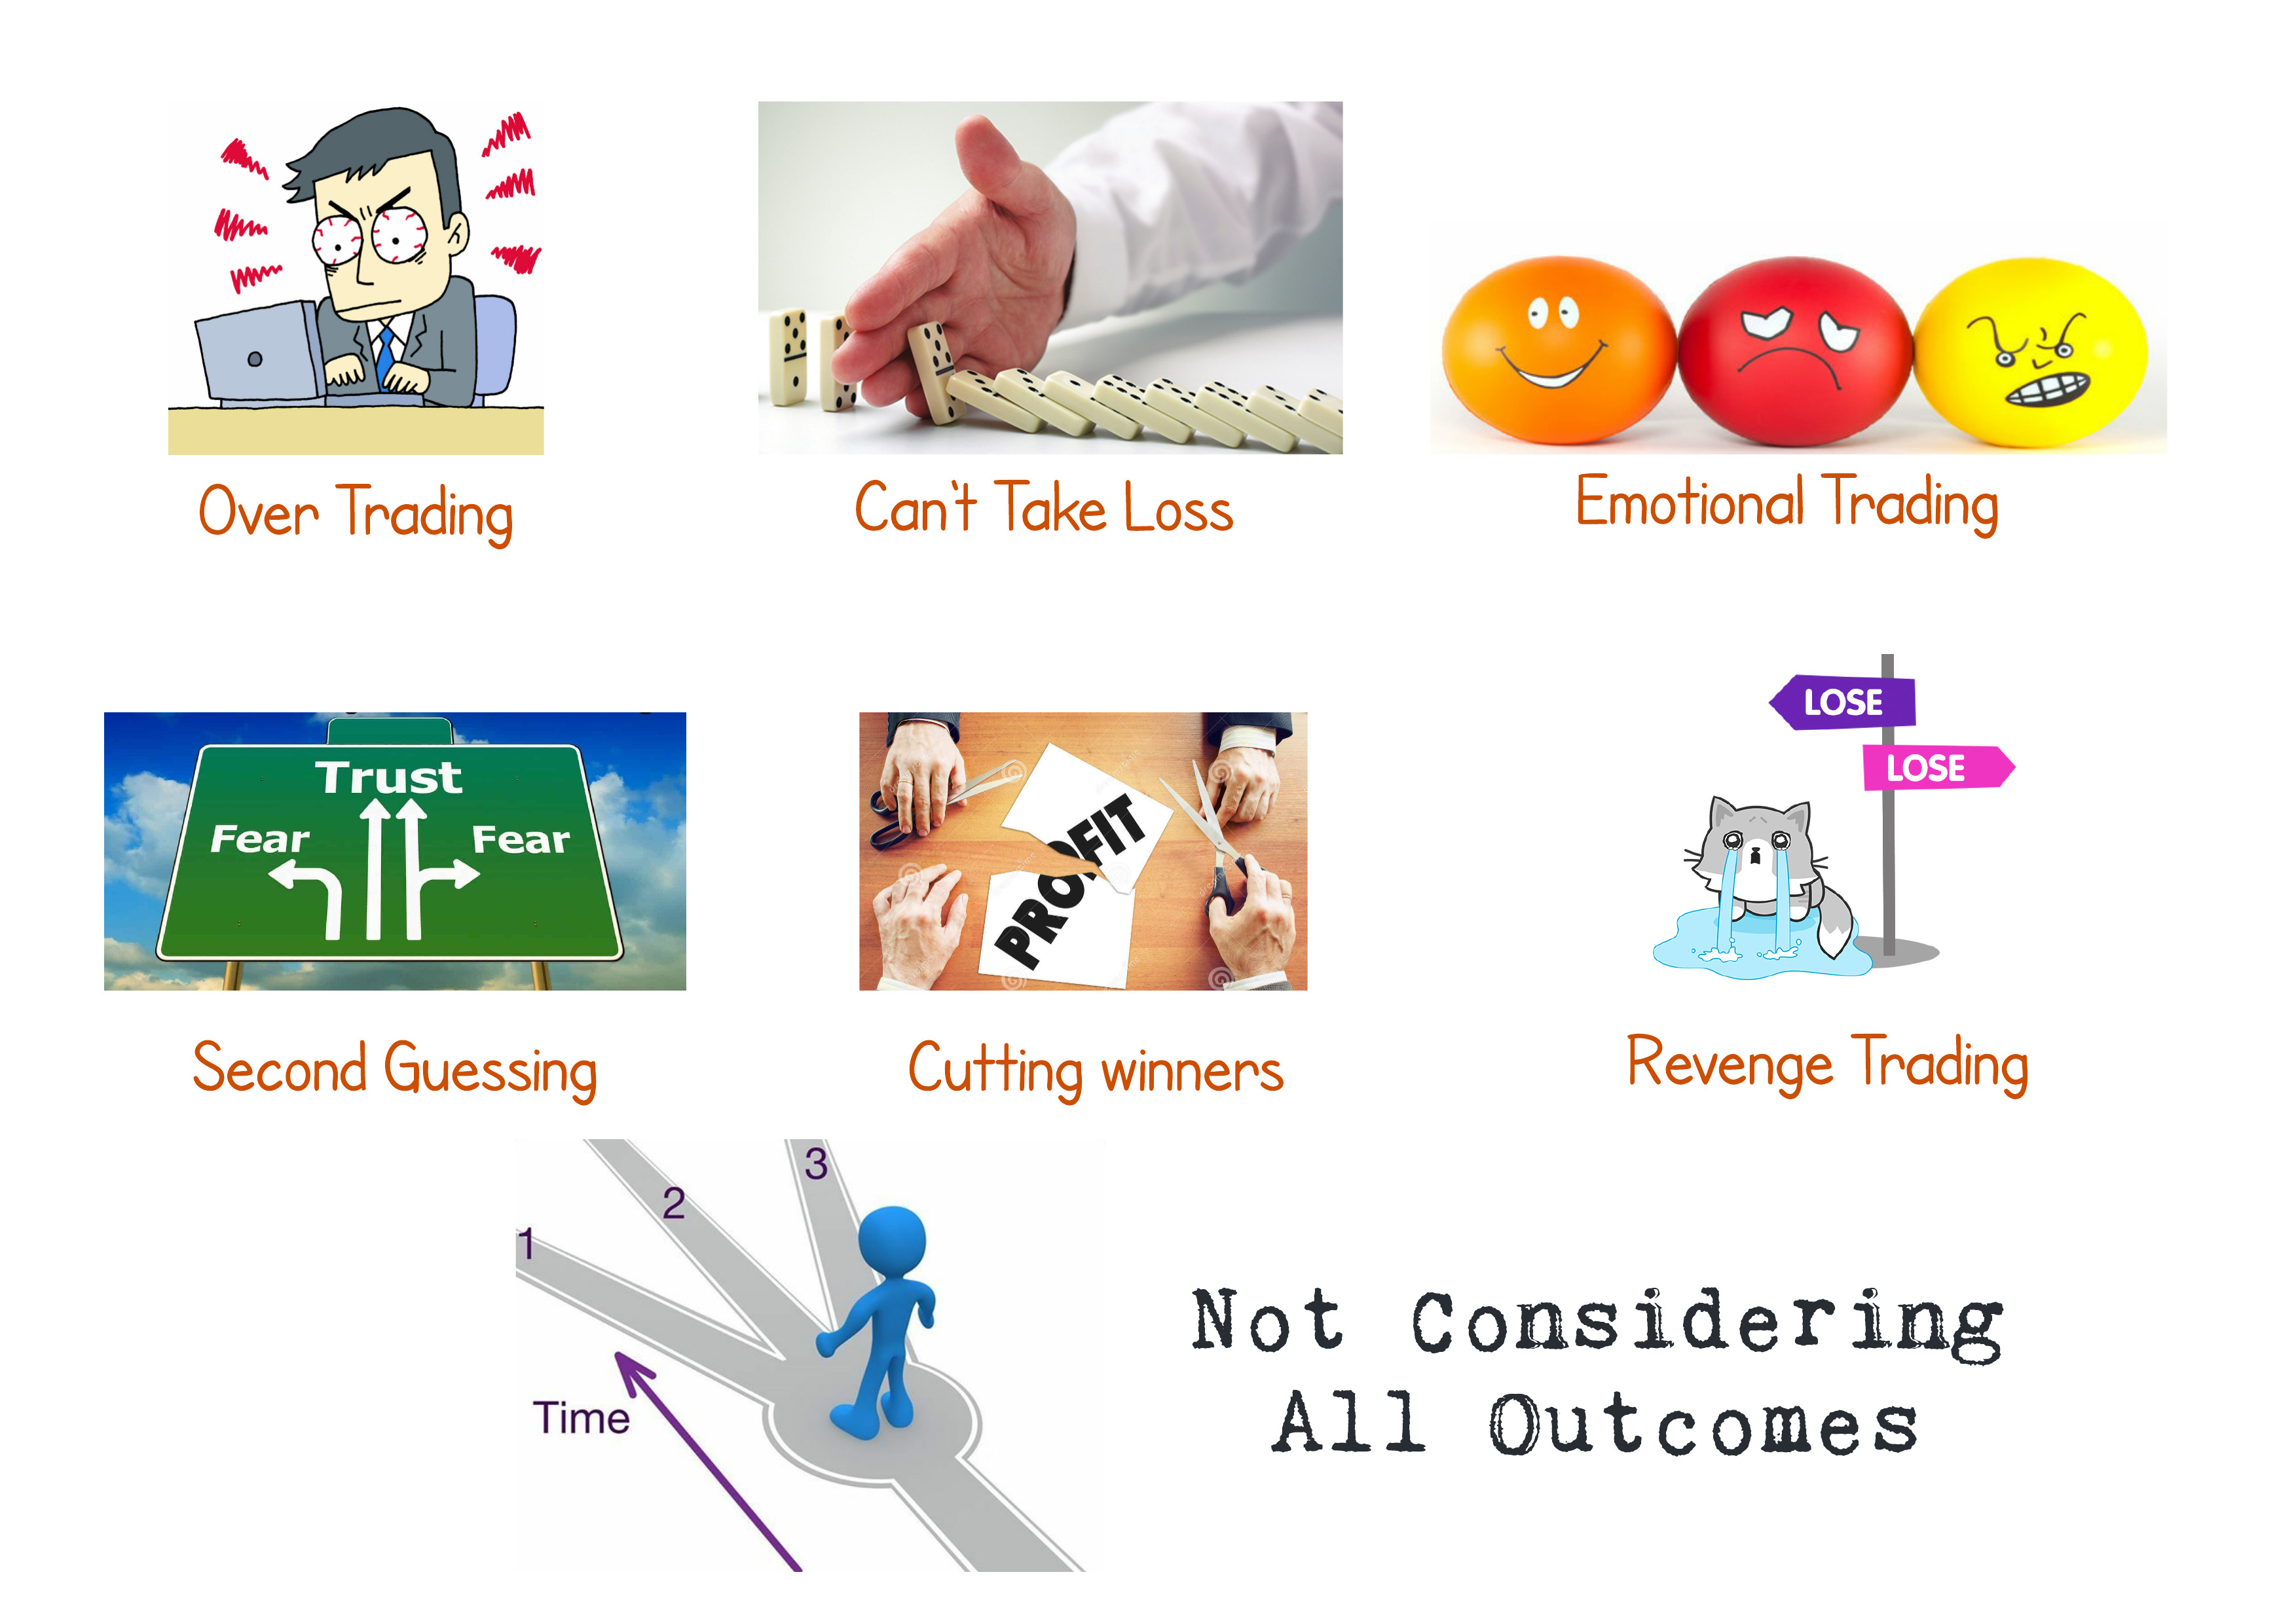 Over Trading
Can't Take Loss
Emotional Trading
Trust
Fear
Fear
PROFIT
LOSE
LOSE
Second Guessing
Cutting winners
Revenge Trading
1
2
3
Time
Not Considering
All Outcomes